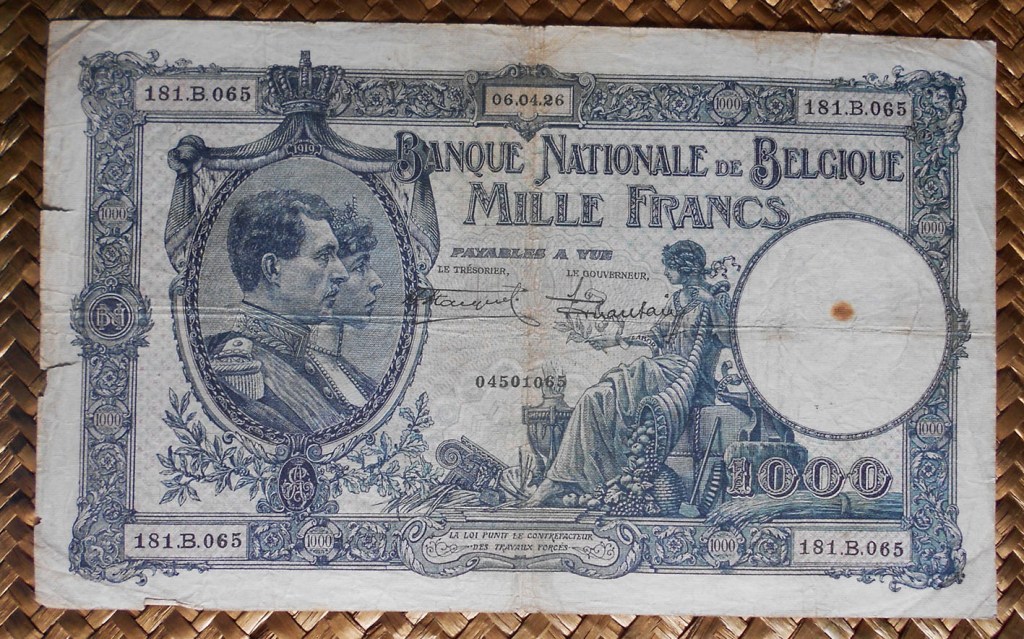 181.B.065
06.04.26
181.B.065
1919
1000
BANQUE NATIONALE DE BELGIQUE
MILLE FRANCS
PAYABLES A VUE
LE TRÉSORIER,
LE GOUVERNEUR,
1000
1000
04501065
1000
1000
1000
181.B.065
1000
LA LOI PUNIT LE CONTREFACTEUR
DES TRAVAUX FORCÉS
1000
181.B.065